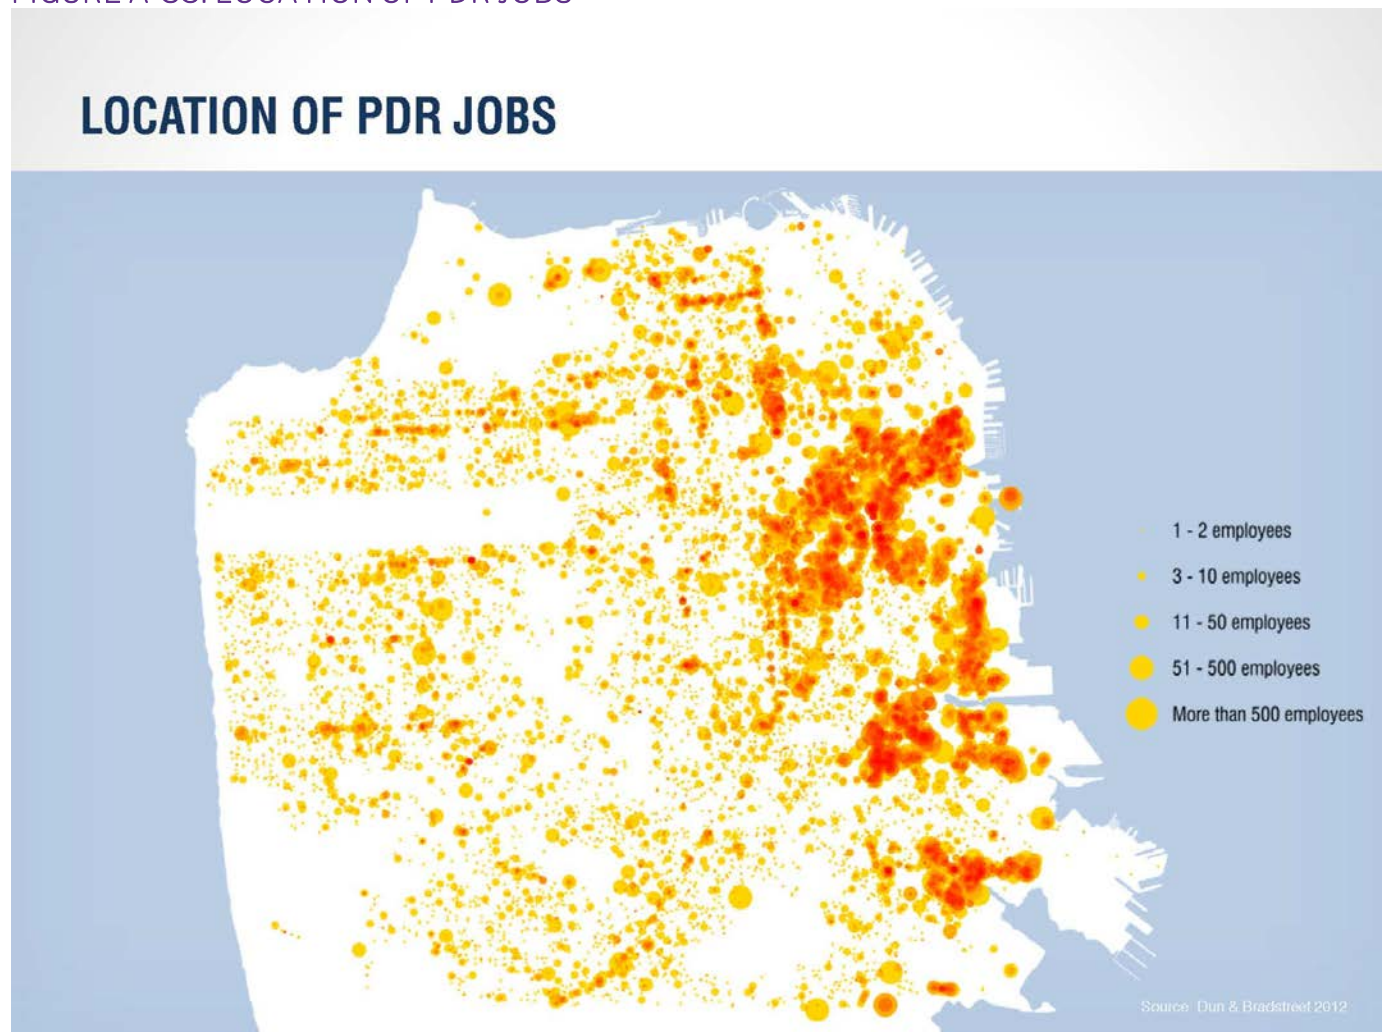 LOCATION OF PDR JOBS
1 - 2 employees
3 - 10 employees
11 - 50 employees
51 - 500 employees
More than 500 employees
Source: Dun & Bradstreet 2012